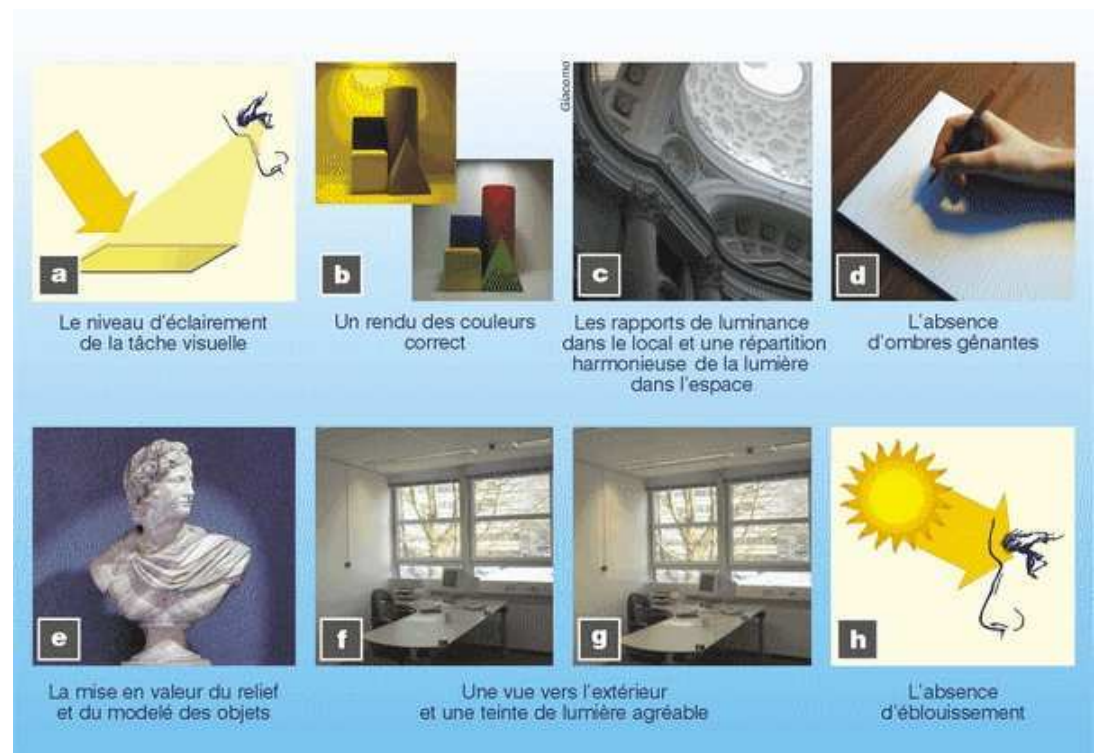 Giacomo
a
b
c
d
Le niveau d'éclairement
de la tâche visuelle
Un rendu des couleurs
correct
Les rapports de luminance
dans le local et une répartition
harmonieuse de la lumière
dans l'espace
L'absence
d'ombres gênantes
e
f
g
h
La mise en valeur du relief
et du modelé des objets
Une vue vers l'extérieur
et une teinte de lumière agréable
L'absence
d'éblouissement